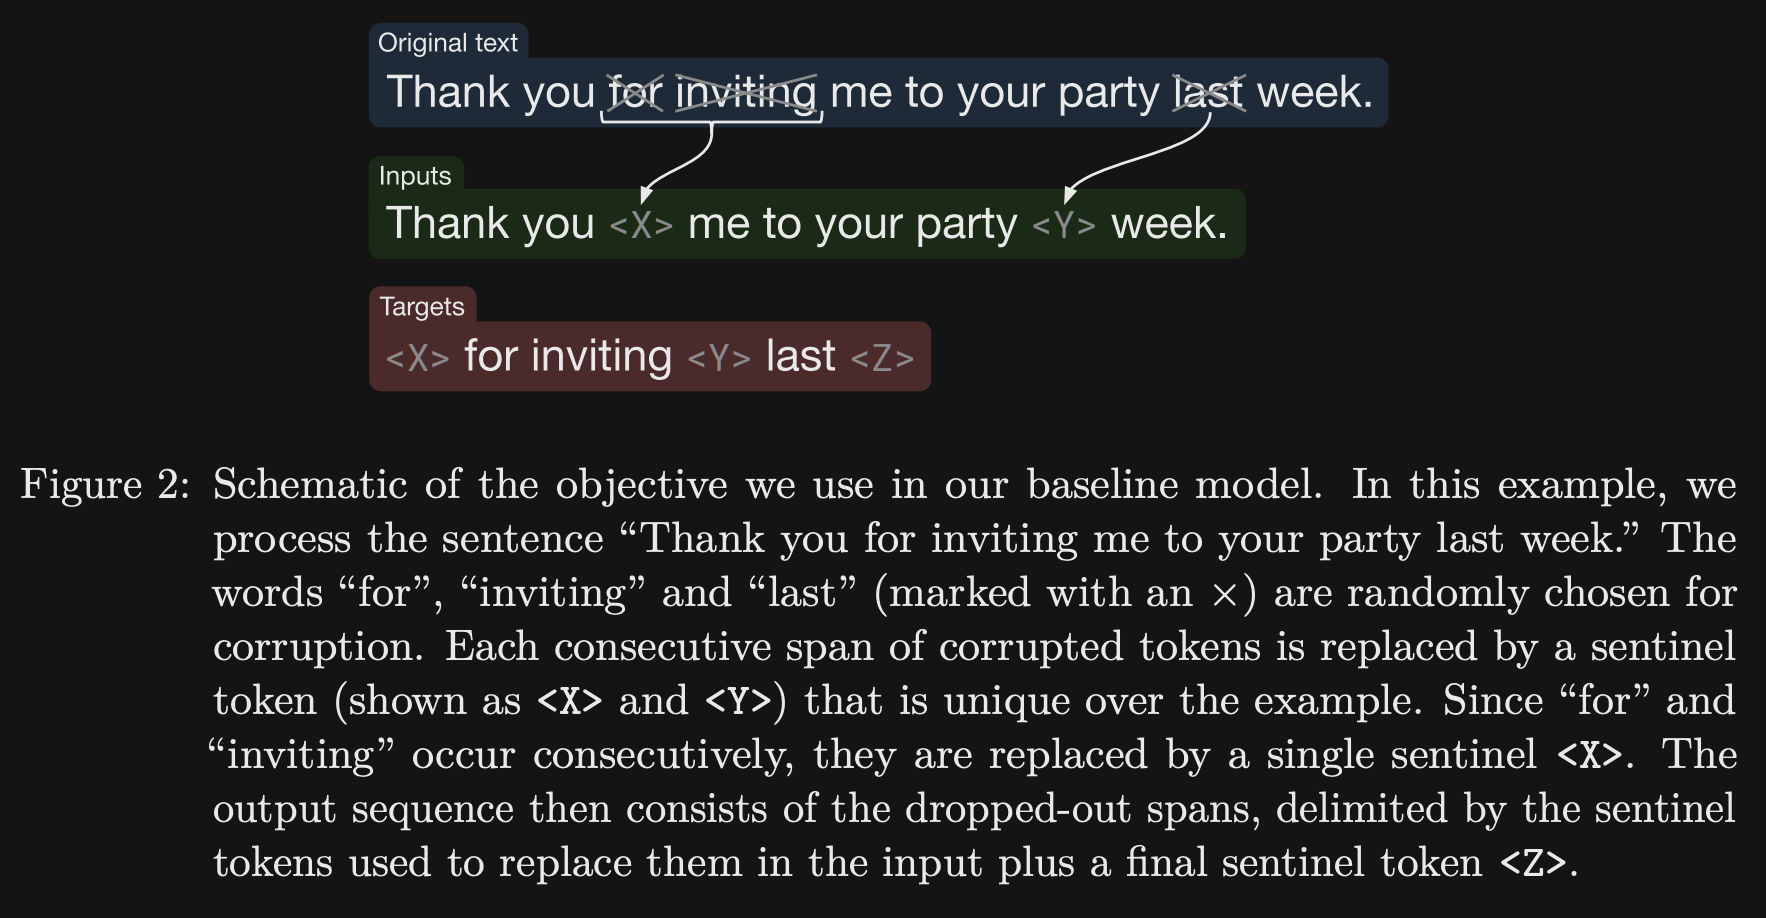 Original text
Thank you for inviting me to your party last week.
Inputs
Thank you <X> me to your party <Y> week.
Targets
<X> for inviting <Y> last <Z>
Figure 2: Schematic of the objective we use in our baseline model. In this example, we
process the sentence “Thank you for inviting me to your party last week.” The
words “for”, “inviting” and “last” (marked with an ×) are randomly chosen for
corruption. Each consecutive span of corrupted tokens is replaced by a sentinel
token (shown as <X> and <Y>) that is unique over the example. Since “for” and
“inviting” occur consecutively, they are replaced by a single sentinel <X>. The
output sequence then consists of the dropped-out spans, delimited by the sentinel
tokens used to replace them in the input plus a final sentinel token <Z>.